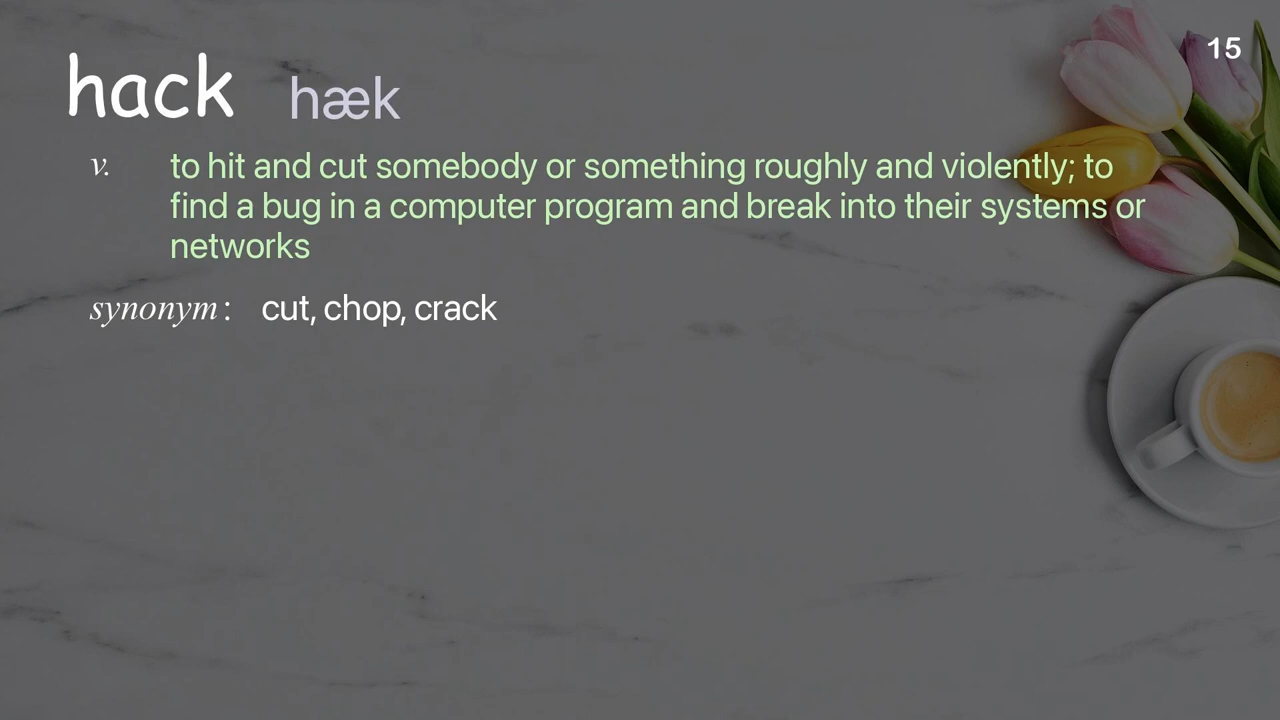 15
hack hæk
v. to hit and cut somebody or something roughly and violently; to
find a bug in a computer program and break into their systems or
networks
synonym: cut, chop, crack